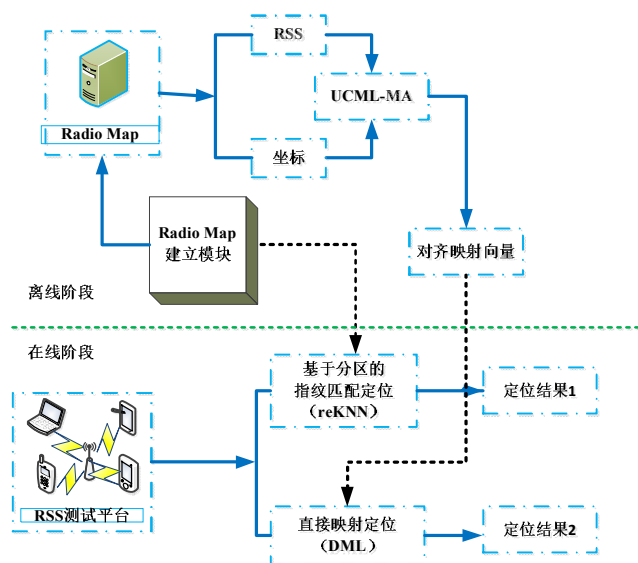 RSS
Radio Map
UCML-MA
坐标
Radio Map
建立模块
对齐映射向量
离线阶段
在线阶段
基于分区的
指纹匹配定位
（reKNN）
定位结果1
RSS测试平台
直接映射定位
（DML）
定位结果2